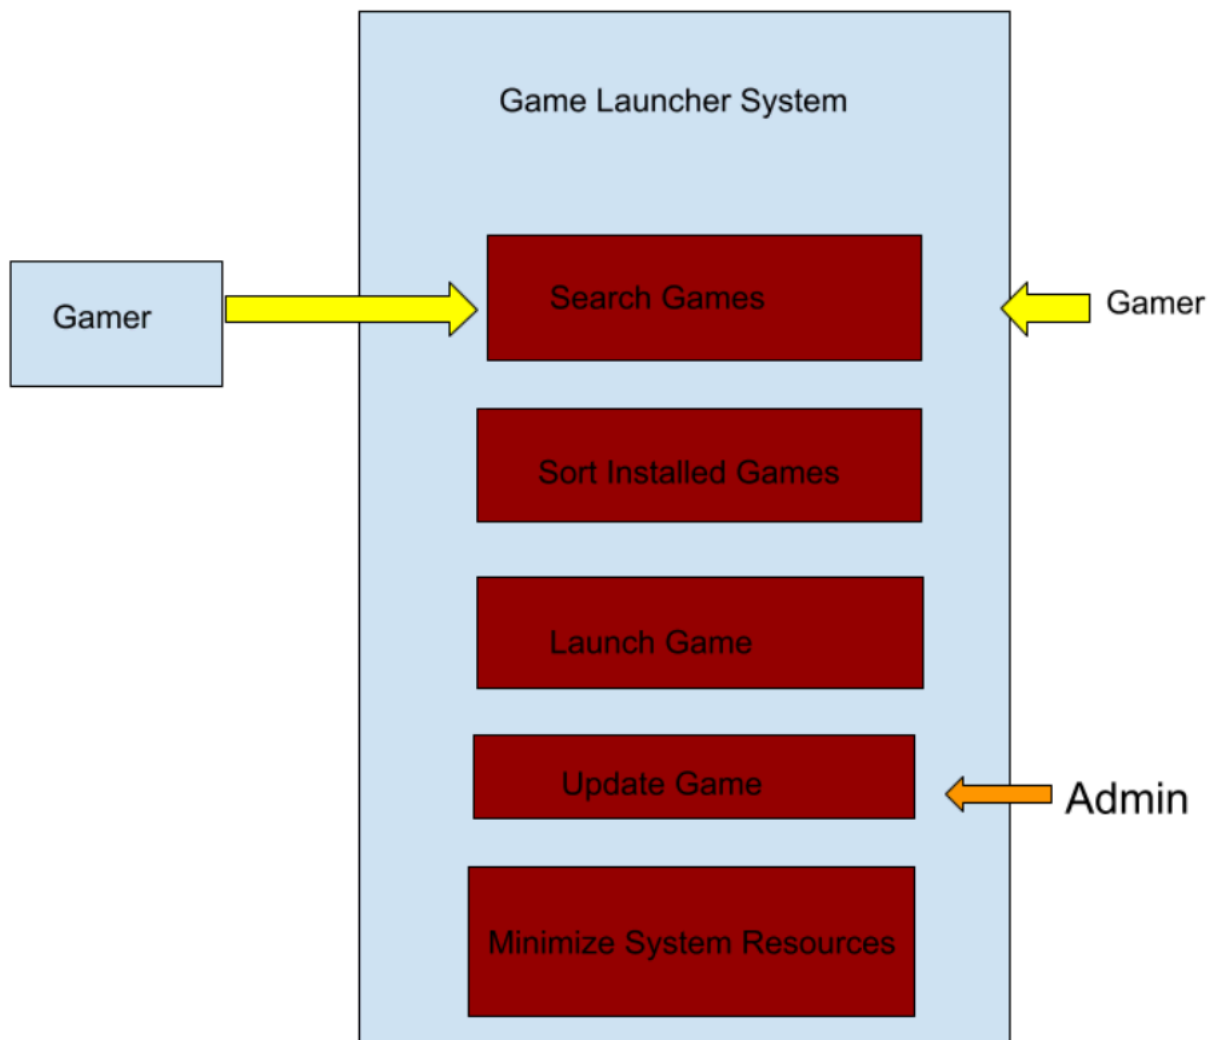 Game Launcher System
Gamer
Search Games
Gamer
Sort Installed Games
Launch Game
Update Game
Admin
Minimize System Resources